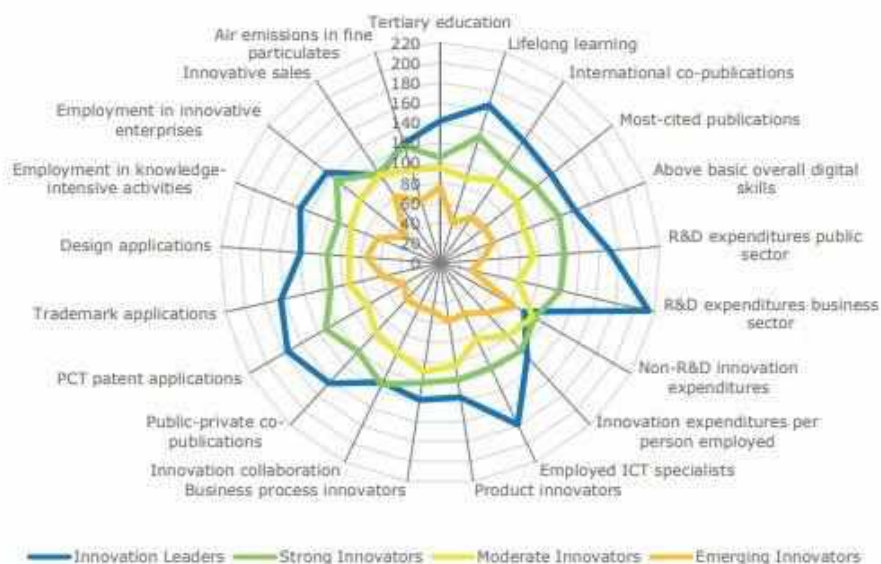 Tertiary education
Air emissions in fine
particulates
Lifelong learning
Innovative sales
International co-publications
Employment in innovative
enterprises
Most-cited publications
Employment in knowledge-
intensive activities
Above basic overall digital
skills
Design applications
R&D expenditures public
sector
Trademark applications
R&D expenditures business
sector
PCT patent applications
Non-R&D innovation
expenditures
Public-private co-
publications
Innovation expenditures per
person employed
Innovation collaboration
Employed ICT specialists
Business process innovators
Product innovators
220
200
180
160
140
120
100
80
60
40
20
0
Innovation Leaders
Strong Innovators
Moderate Innovators
Emerging Innovators